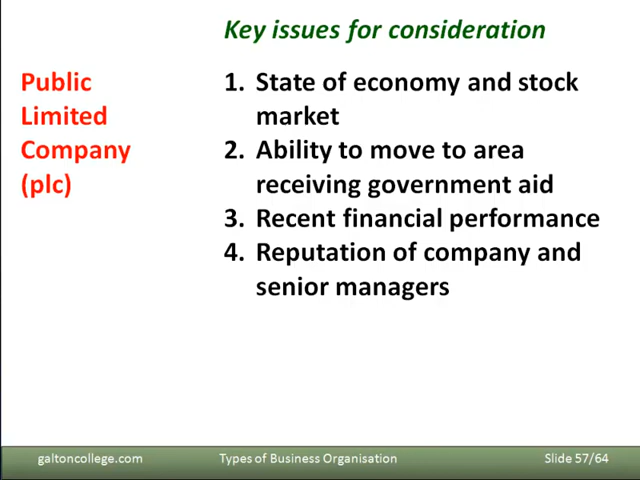 Key issues for consideration
Public
Limited
Company
(plc)
1. State of economy and stock
market
2. Ability to move to area
receiving government aid
3. Recent financial performance
4. Reputation of company and
senior managers
galtoncollege.com
Types of Business Organisation
Slide 57/64